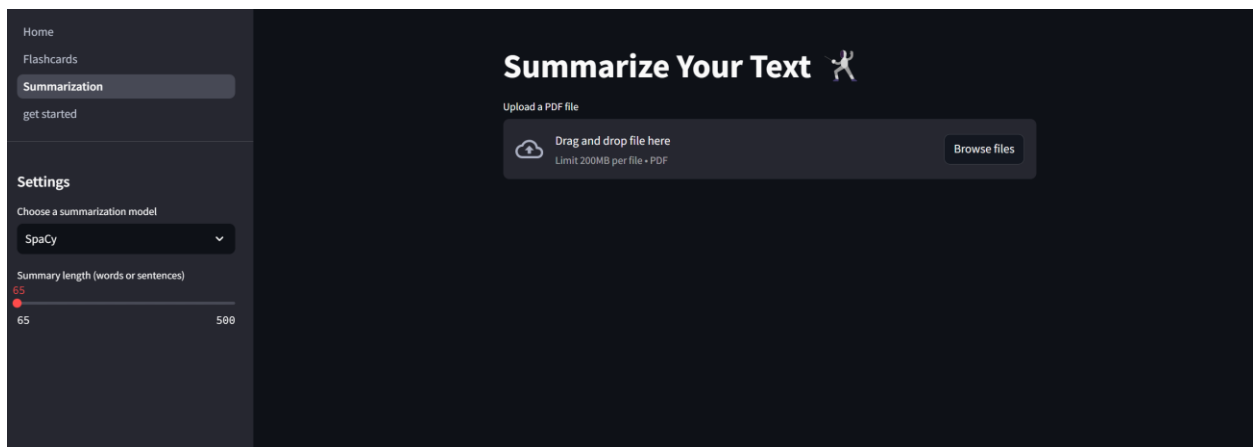 Home
Flashcards
Summarization
get started
Settings
Choose a summarization model
SpaCy
Summary length (words or sentences)
65
65 500
Summarize Your Text
Upload a PDF file
Drag and drop file here
Limit 200MB per file • PDF
Browse files